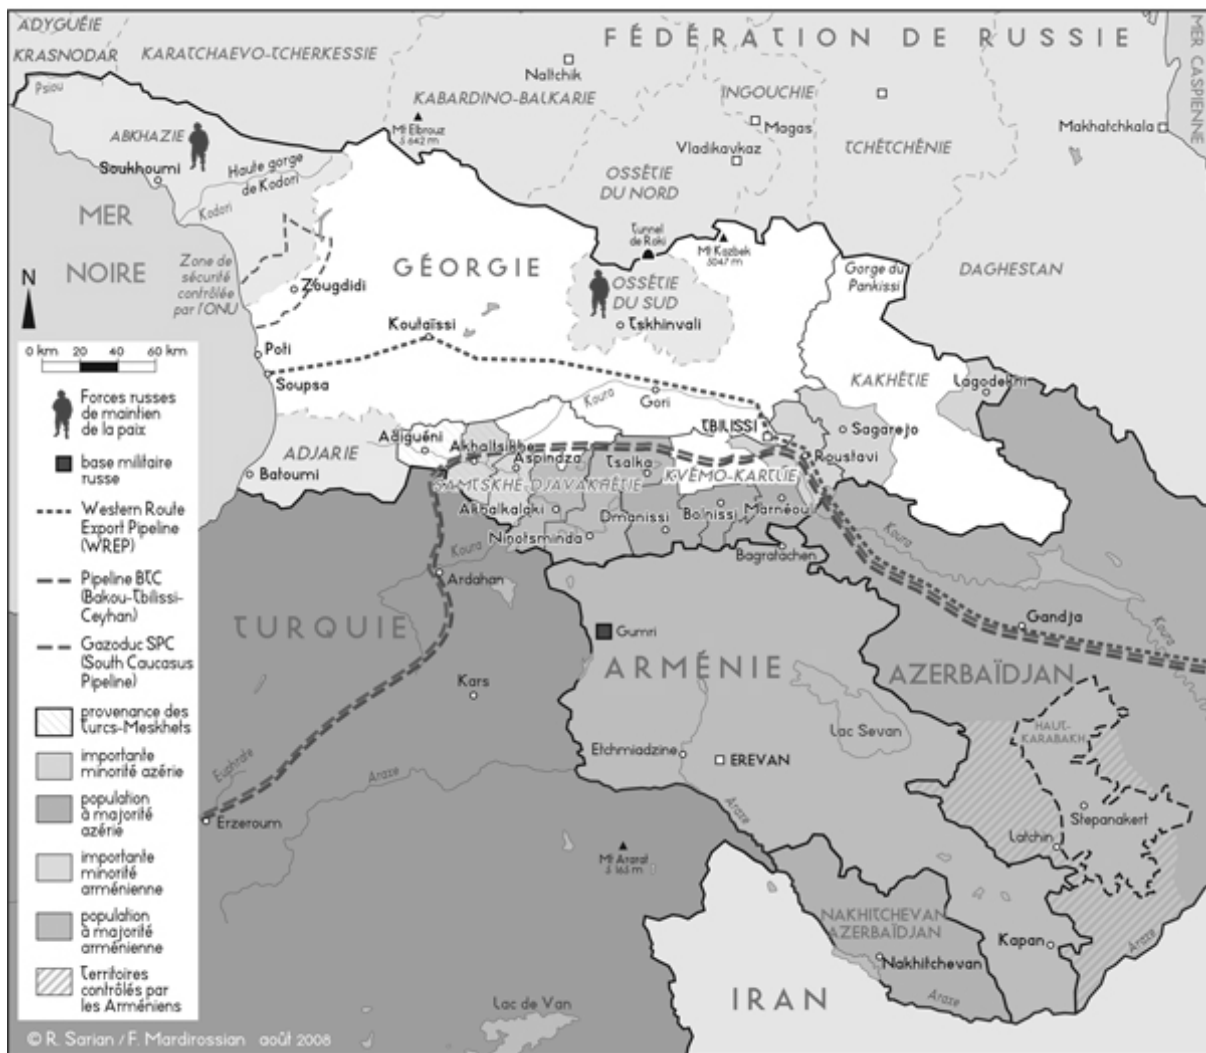 ADYGUÉIE
KRASNODAR
KARATCHAEVO-TCHERKESSIE
FÉDÉRATION DE RUSSIE
MER CASPIENNE
Psiou
Naltchik
KABARDINO-BALKARIE
INGOUCHIE
Mt Elbrouz
5 642 m
Magas
Makhatchkala
ABKHAZIE
Vladikavkaz
TCHÉTCHÉNIE
Soukhoumi
Haute gorge
de Kodori
OSSÉTIE
DU NORD
Kodori
MER
NOIRE
Tunnel
de Roki
Mt Kazbek
5047 m
Zone de
sécurité
contrôlée
par l'ONU
GÉORGIE
OSSÉTIE
DU SUD
Gorge du
Pankissi
DAGHESTAN
N
Zougdidi
Koutaïssi
Tskhinvali
Poti
Soupsa
KAKHÉTIE
Lagodekhi
Koura
Gori
TBILISSI
Sagarejo
ADJARIE
Adiguéni
Akhaltsikhe
Aspindza
Tsalka
Roustavi
Batoumi
SAMTSKHÉ-DJAVAKHÉTIE
KVÉMO-KARTLIE
Akhalkalaki
Dmanissi
Bolnissi
Marnéouli
Ninotsminda
Bagratachen
Koura
Koura
Koura
Ardahan
TURQUIE
Gumri
Gandja
ARMÉNIE
AZERBAÏDJAN
Kars
Lac Sevan
HAUT-
KARABAKH
Etchmiadzine
EREVAN
Euphrate
Araxe
Araxe
Stepanakert
Latchin
Erzeroum
Mt Ararat
5 165 m
NAKHITCHEVAN
AZERBAÏDJAN
Kapan
Araxe
Nakhitchevan
Araxe
IRAN
Lac de Van
0 km 20 40 60 km
Forces russes
de maintien
de la paix
base militaire
russe
Western Route
Export Pipeline
(WREP)
Pipeline BTC
(Bakou-Tbilissi-
Ceyhan)
Gazoduc SPC
(South Caucasus
Pipeline)
provenance des
Turcs-Meskhets
importante
minorité azérie
population
à majorité
azérie
importante
minorité
arménienne
population
à majorité
arménienne
Territoires
contrôlés par
les Arméniens
© R. Sarian / F. Mardirossian août 2008